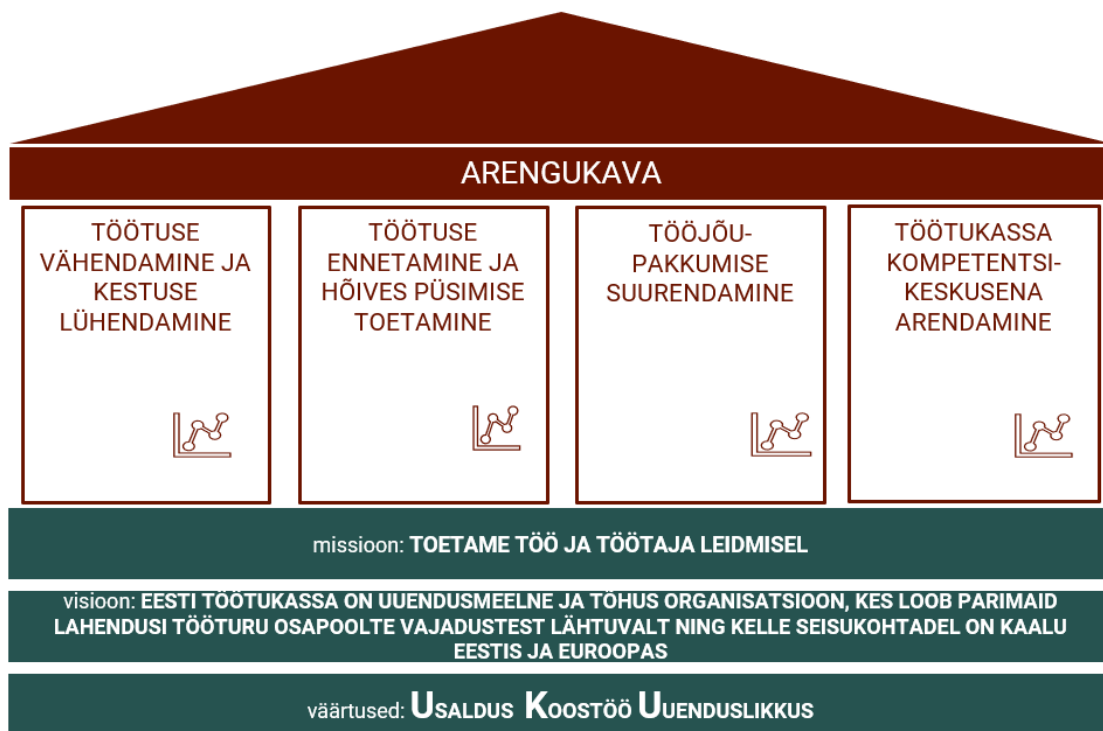 ARENGUKAVA
TÖÖTUSE
VÄHENDAMINE JA
KESTUSE
LÜHENDAMINE
TÖÖTUSE
ENNETAMINE JA
HÕIVES PÜSIMISE
TOETAMINE
TÖÖJÕU-
PAKKUMISE
SUURENDAMINE
TÖÖTUKASSA
KOMPETENTSI-
KESKUSENA
ARENDAMINE
missioon: TOETAME TÖÖ JA TÖÖTAJA LEIDMISEL
visioon: EESTI TÖÖTUKASSA ON UUENDUSMEELNE JA TÕHUS ORGANISATSIOON, KES LOOB PARIMAID
LAHENDUSI TÖÖTURU OSAPOOLTE VAJADUSTEST LÄHTUVALT NING KELLE SEISUKOHTADEL ON KAALU
EESTIS JA EUROOPAS
väärtused: USALDUS KOOSTÖÖ UUENDUSLIKKUS